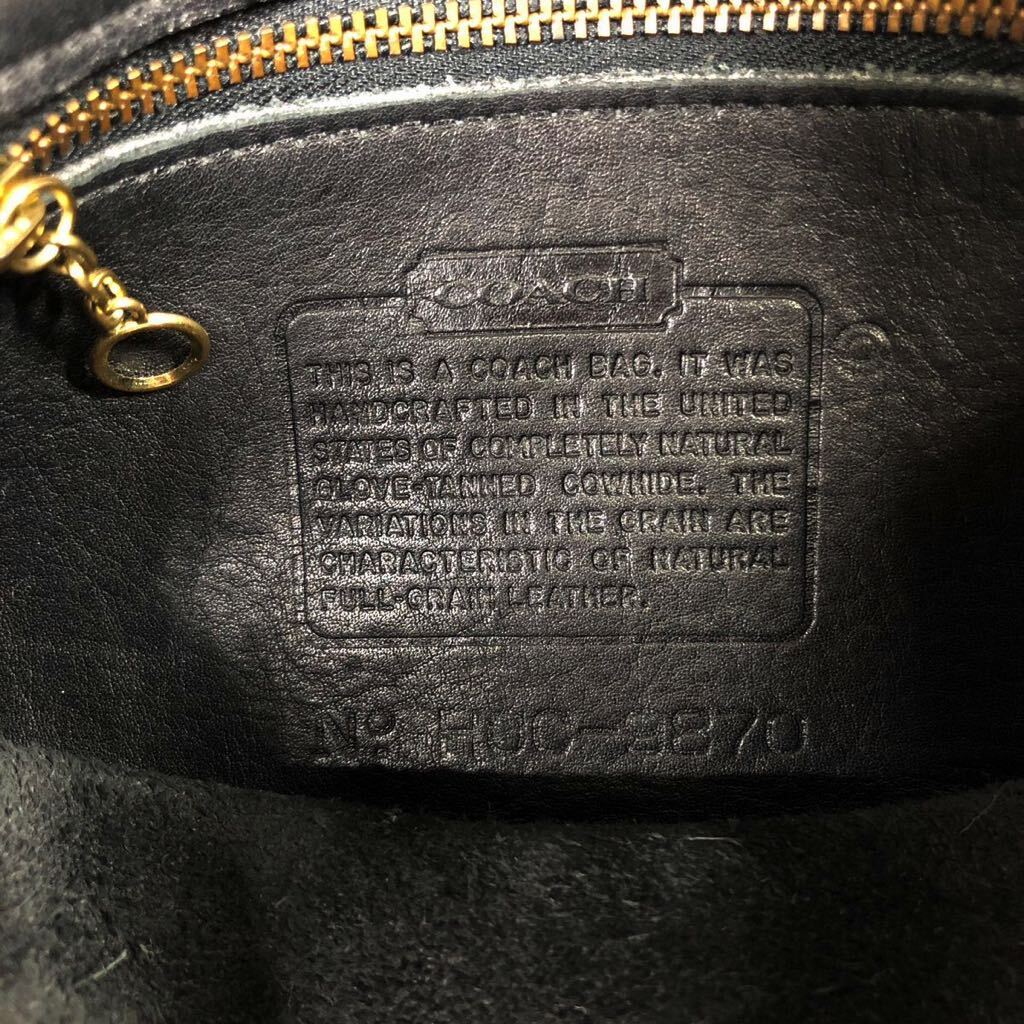 COACH
THIS IS A COACH BAG. IT WAS
HANDCRAFTED IN THE UNITED
STATES OF COMPLETELY NATURAL
GLOVE-TANNED COWHIDE. THE
VARIATIONS IN THE GRAIN ARE
CHARACTERISTIC OF NATURAL
FULL-GRAIN LEATHER.
Nº H0C-9870